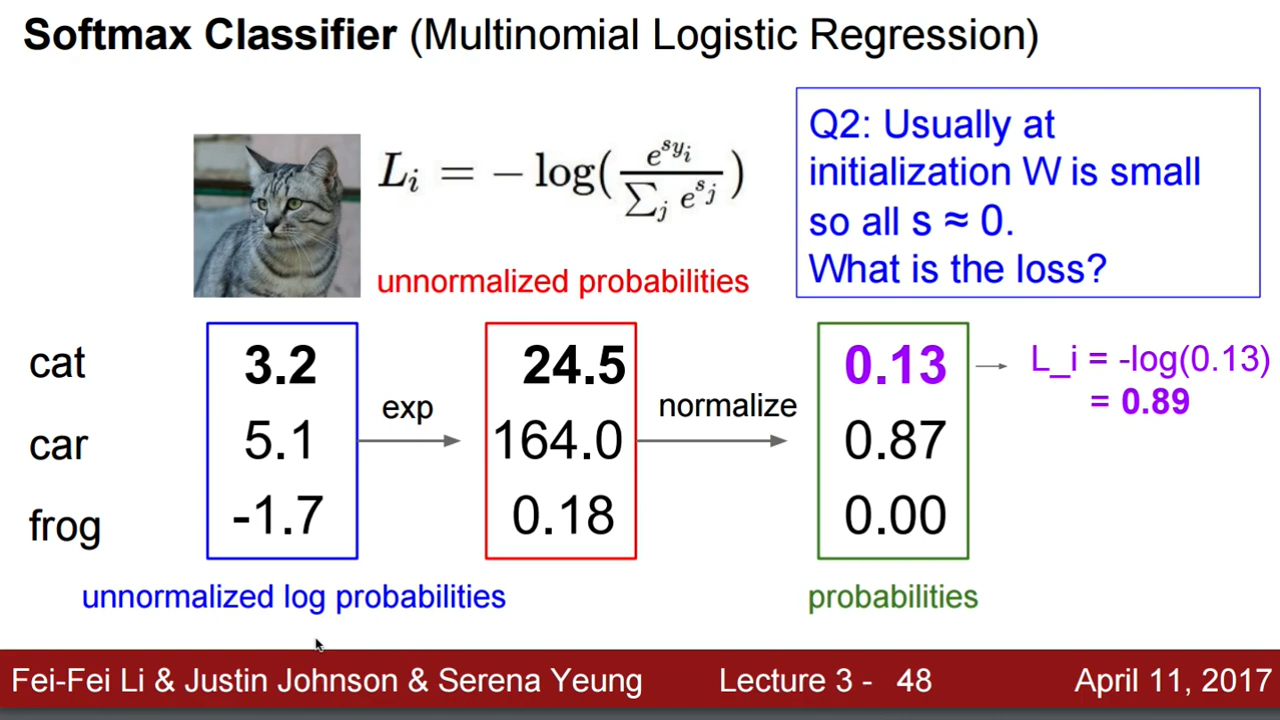 Softmax Classifier (Multinomial Logistic Regression)
L_i = -log(\frac{e^{s_{y_i}}}{\sum_j e^{s_j}})
Q2: Usually at
initialization W is small
so all s ≈ 0.
What is the loss?
unnormalized probabilities
cat 3.2 24.5 0.13 L_i = -log(0.13)
= 0.89
exp normalize
car 5.1 164.0 0.87
frog -1.7 0.18 0.00
unnormalized log probabilities probabilities
Fei-Fei Li & Justin Johnson & Serena Yeung Lecture 3 - 48 April 11, 2017